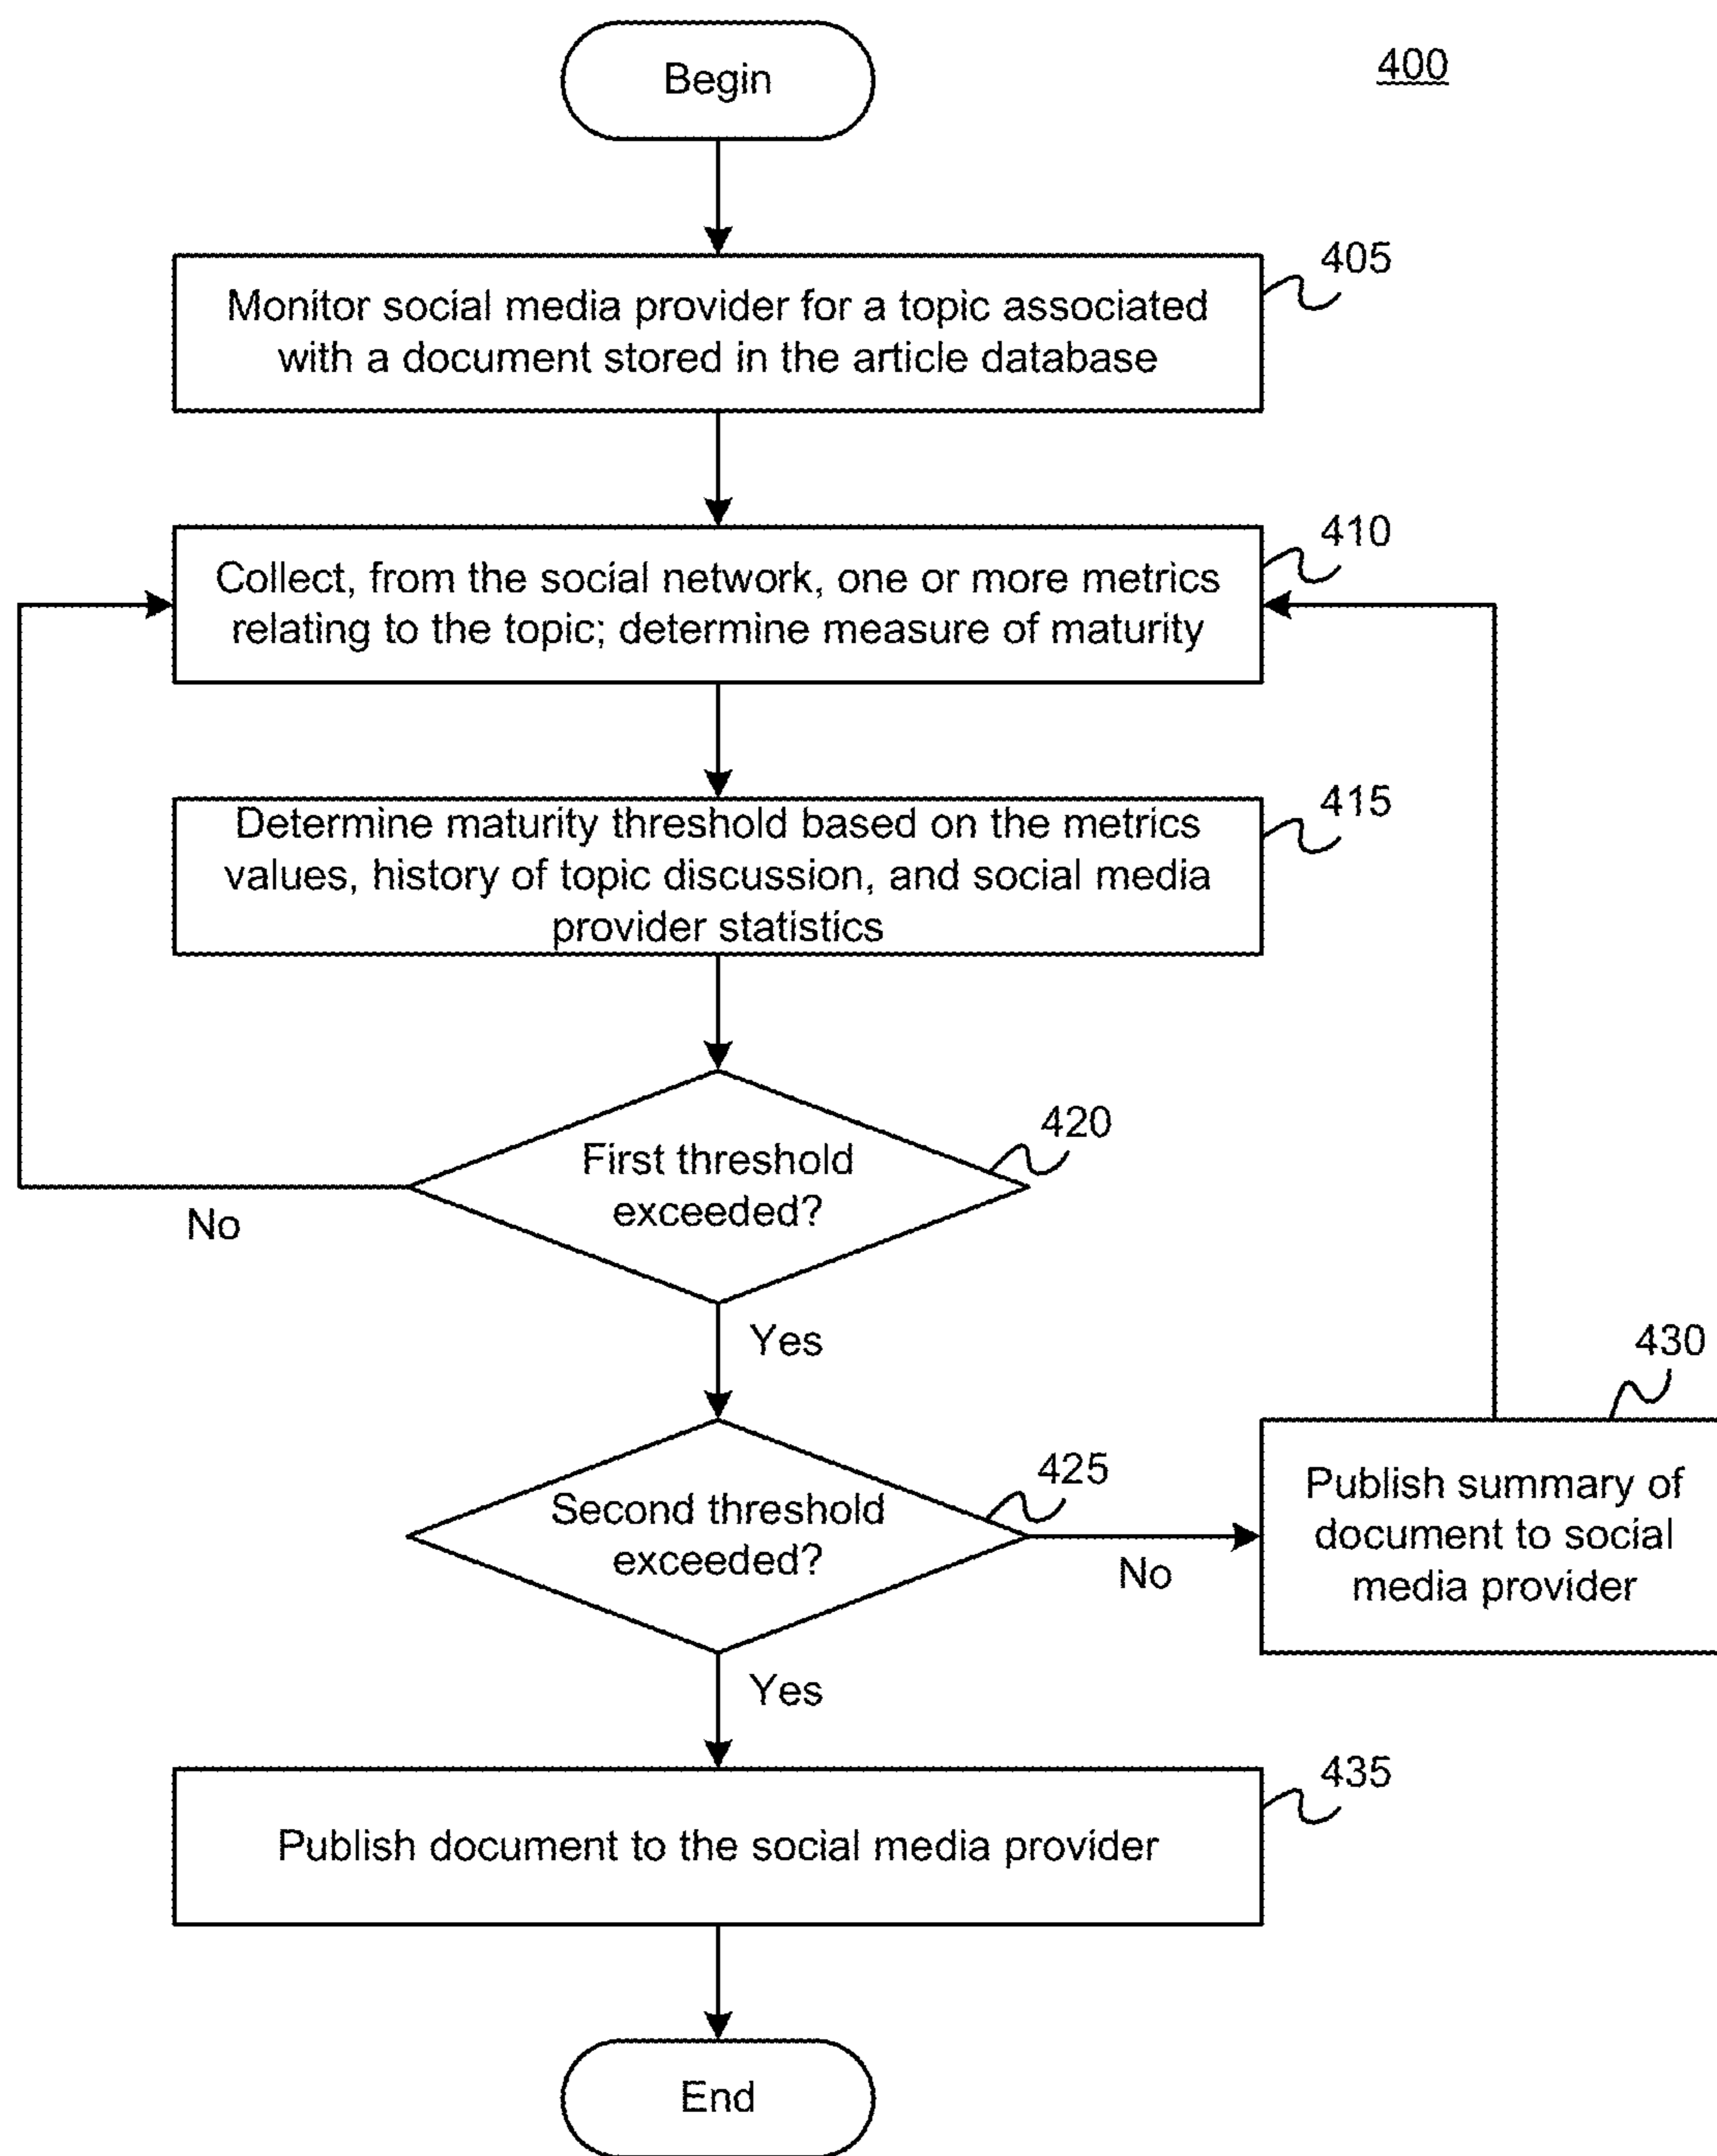 Begin
400
405
Monitor social media provider for a topic associated
with a document stored in the article database
410
Collect, from the social network, one or more metrics
relating to the topic; determine measure of maturity
415
Determine maturity threshold based on the metrics
values, history of topic discussion, and social media
provider statistics
420
First threshold
exceeded?
No
Yes
430
425
Second threshold
exceeded?
No
Publish summary of
document to social
media provider
Yes
435
Publish document to the social media provider
End